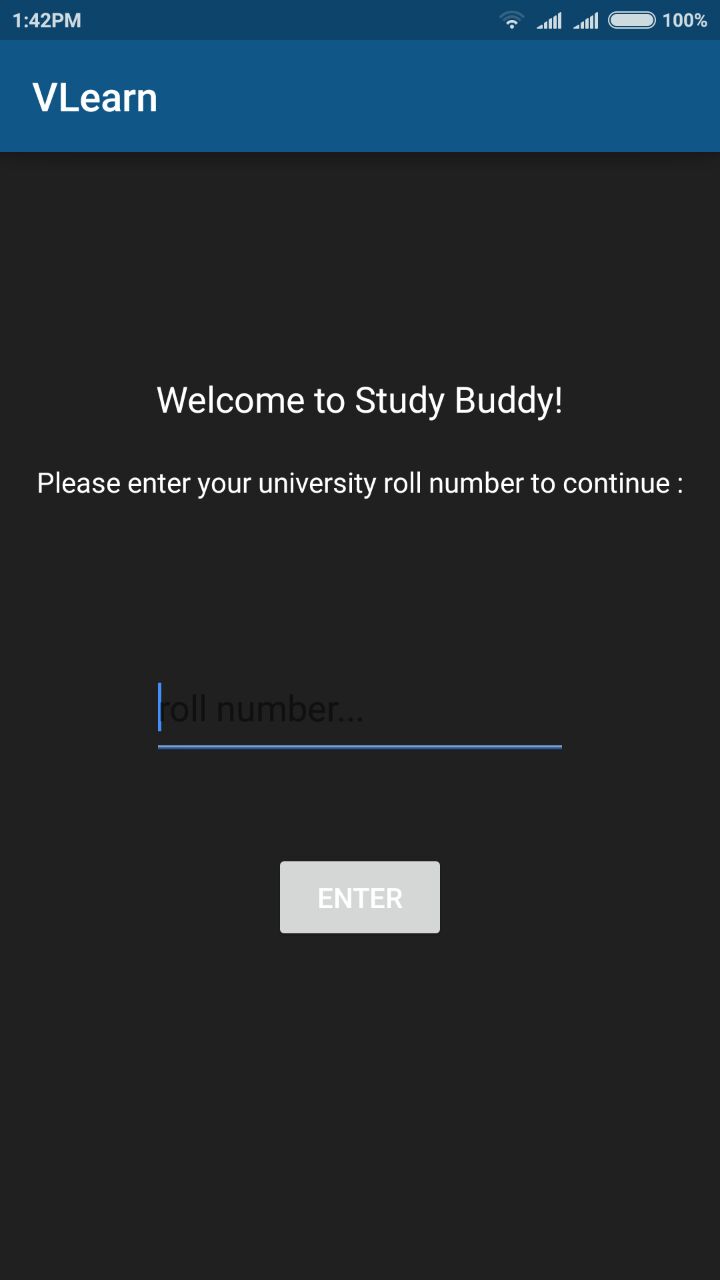 1:42PM 100%
VLearn
Welcome to Study Buddy!
Please enter your university roll number to continue :
roll number...
ENTER